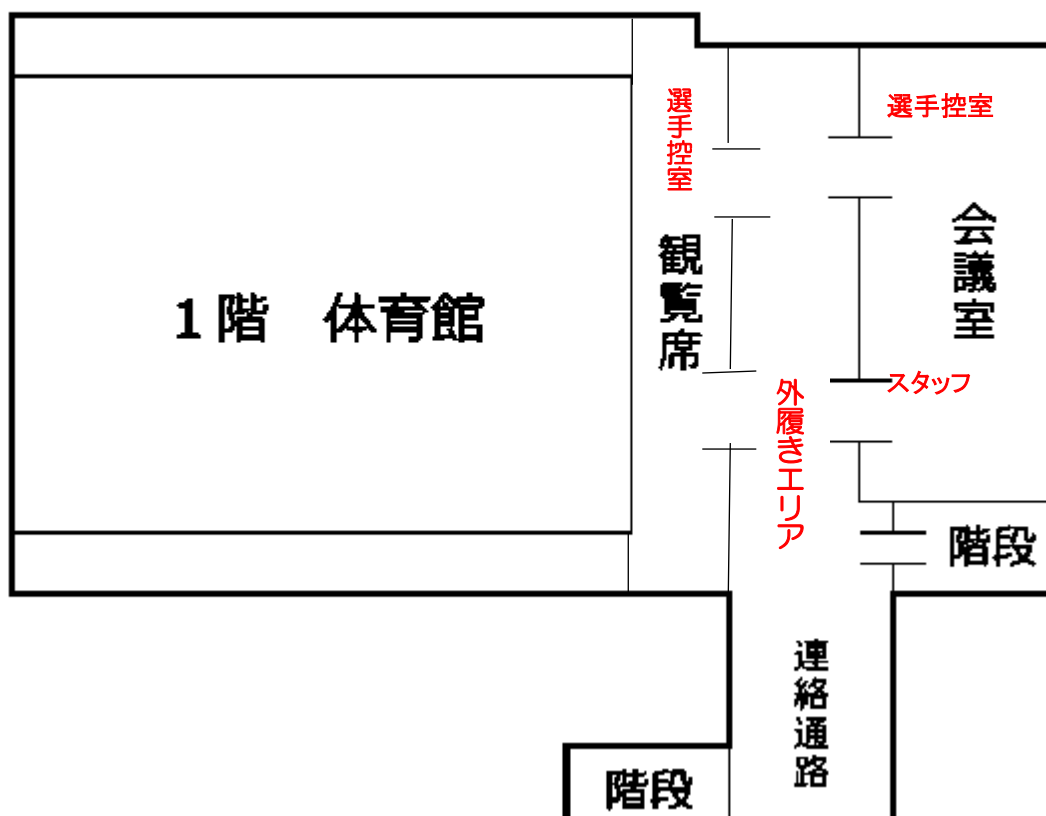 選手控室
選手控室
会議室
観覧席
1階　体育館
スタッフ
外履きエリア
階段
連絡通路
階段